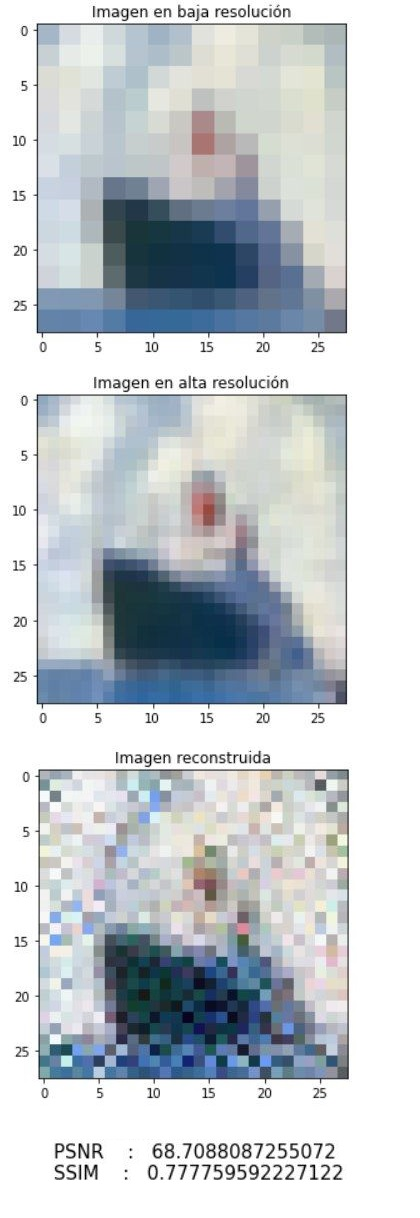 Imagen en baja resolución
0
5
10
15
20
25
0 5 10 15 20 25
Imagen en alta resolución
0
5
10
15
20
25
0 5 10 15 20 25
Imagen reconstruida
0
5
10
15
20
25
0 5 10 15 20 25
PSNR : 68.7088087255072
SSIM : 0.777759592227122